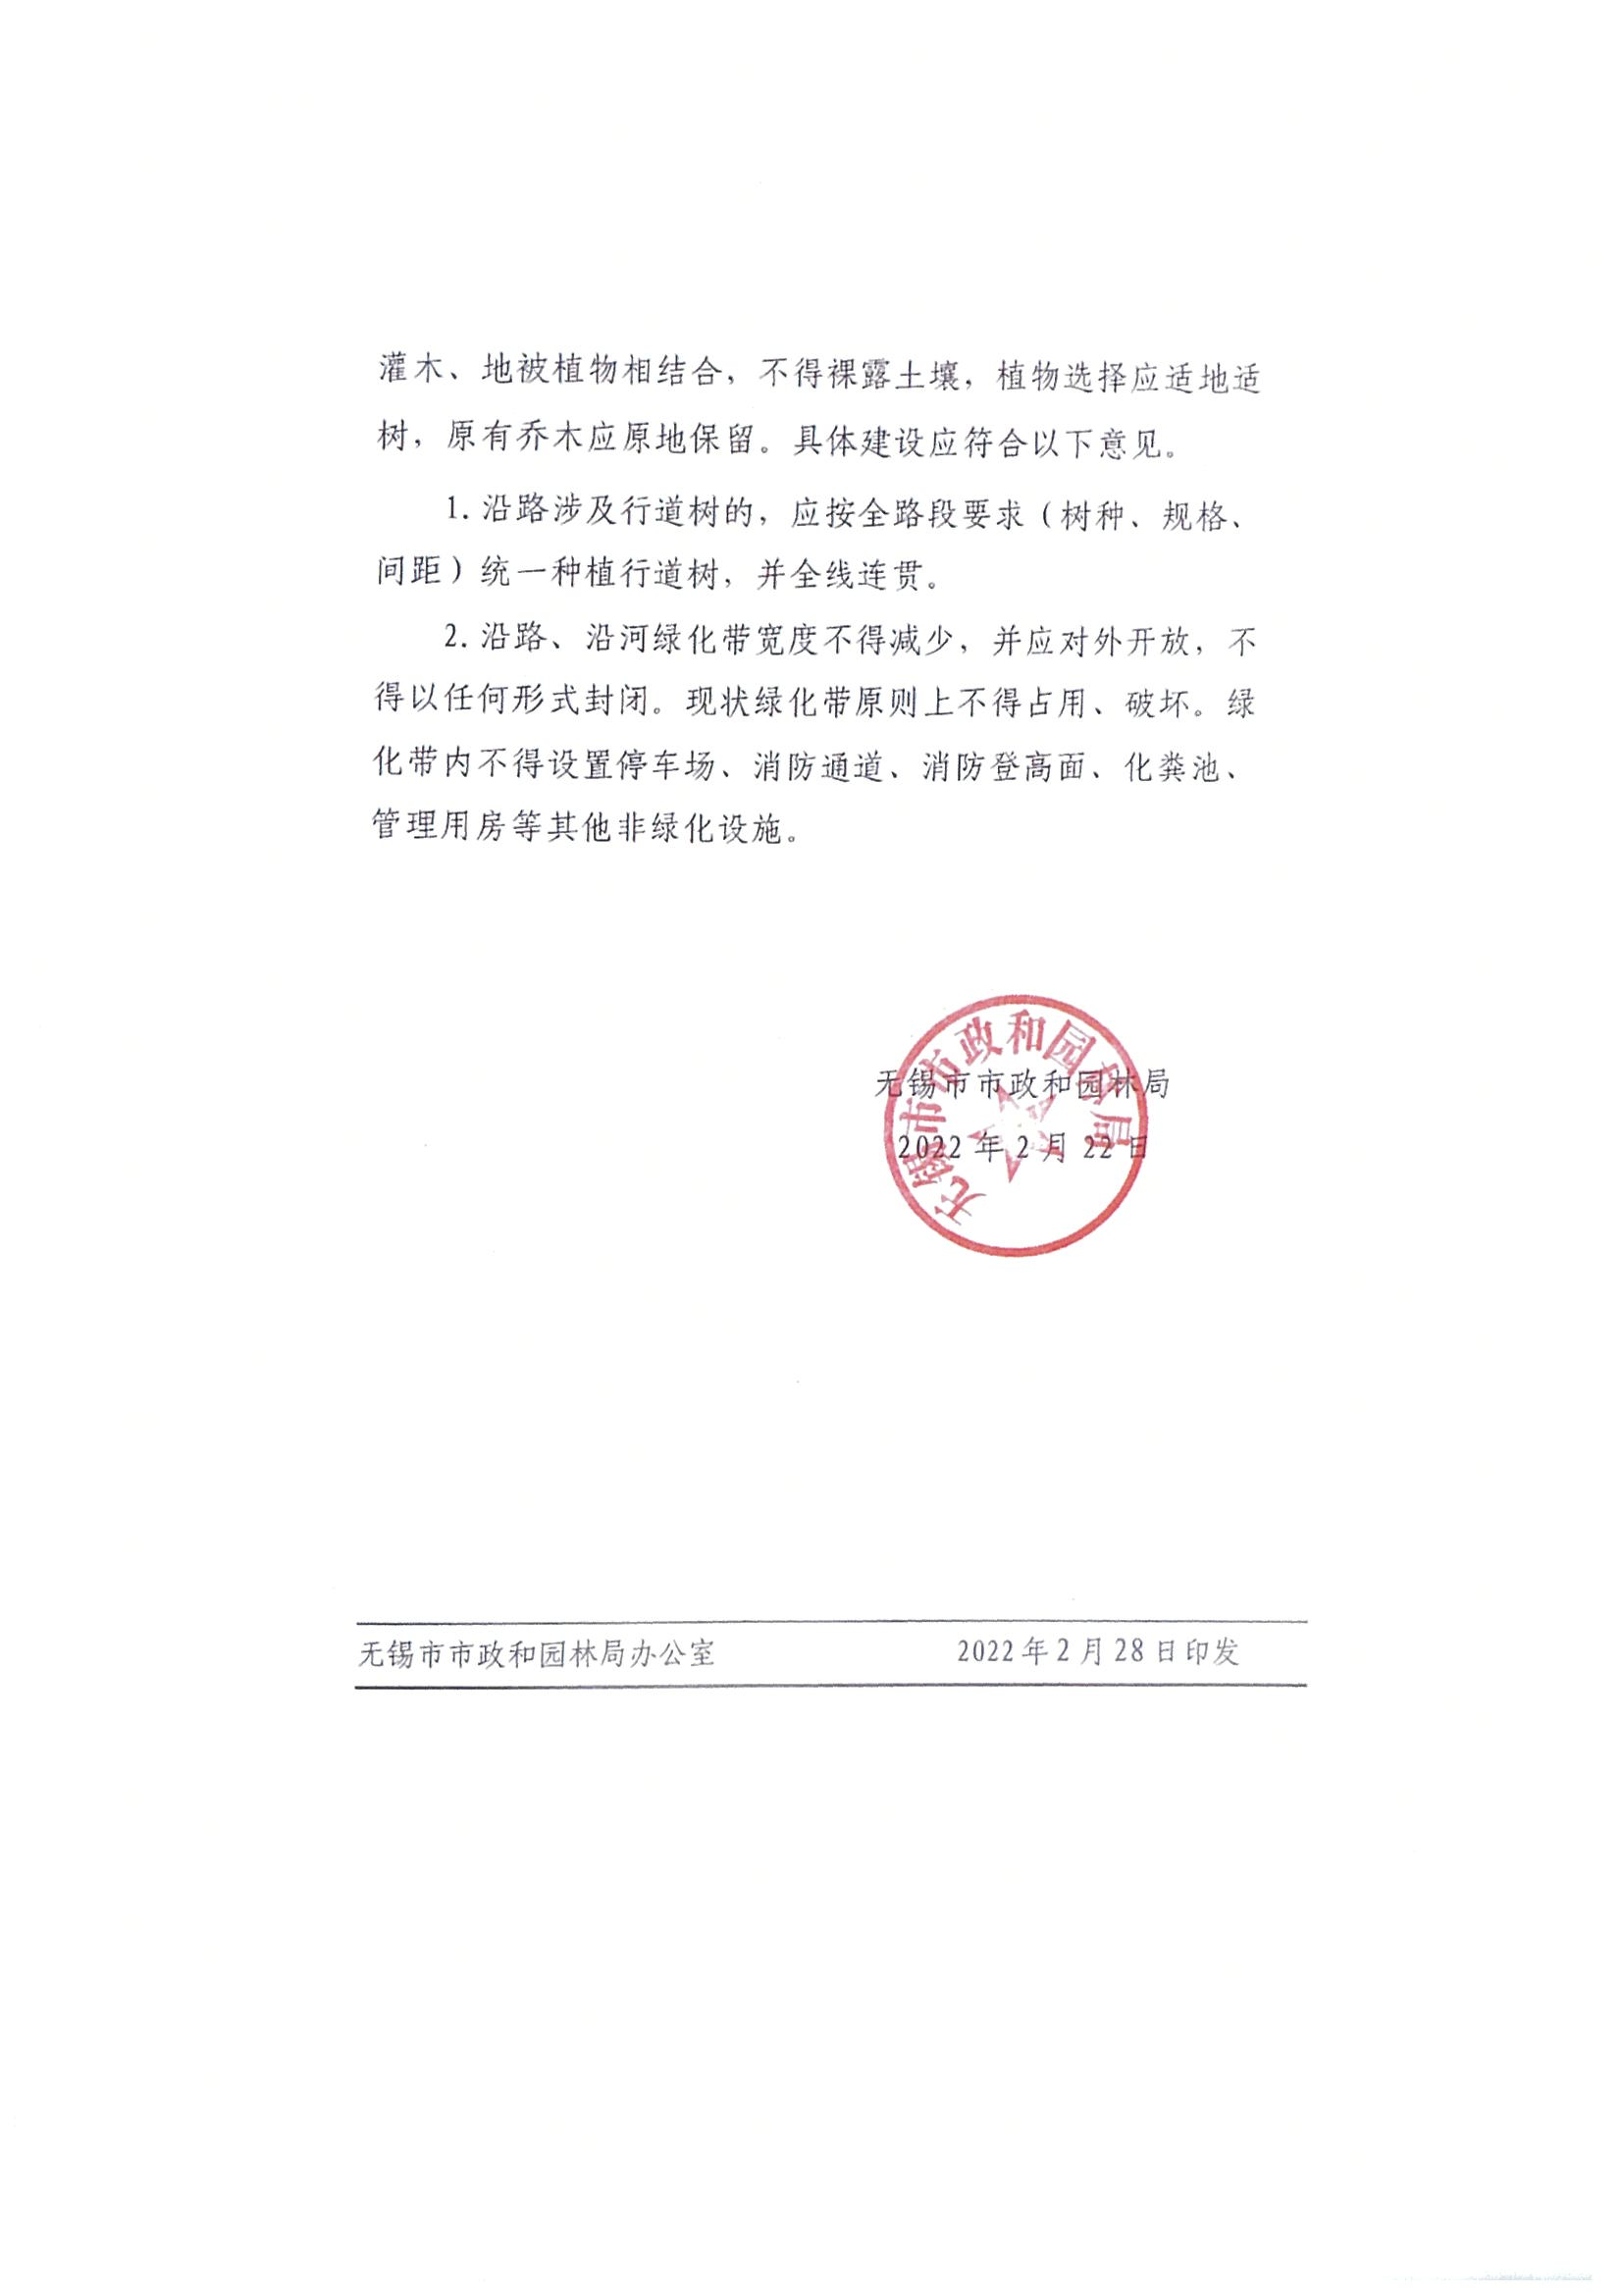 灌木、地被植物相结合，不得裸露土壤，植物选择应适地适
树，原有乔木应原地保留。具体建设应符合以下意见。
1.沿路涉及行道树的，应按全路段要求（树种、规格、
间距）统一种植行道树，并全线连贯。
2.沿路、沿河绿化带宽度不得减少，并应对外开放，不
得以任何形式封闭。现状绿化带原则上不得占用、破坏。绿
化带内不得设置停车场、消防通道、消防登高面、化粪池、
管理用房等其他非绿化设施。
无锡市市政和园林局
无锡市市政和园林局
2022年2月22日
无锡市市政和园林局办公室 2022年2月28日印发